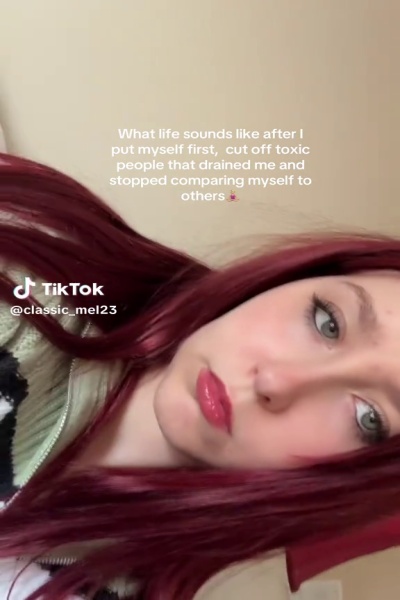 What life sounds like after I
put myself first, cut off toxic
people that drained me and
stopped comparing myself to
others
TikTok
@classic_mel23